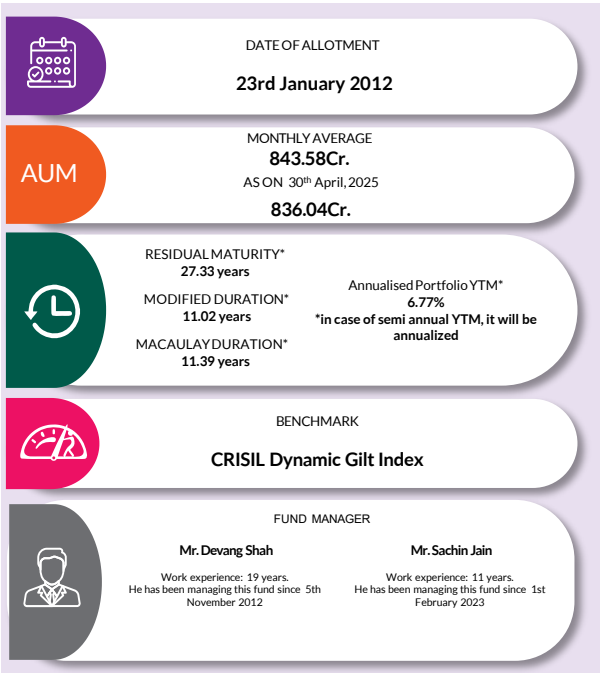 DATE OF ALLOTMENT
23rd January 2012
AUM
MONTHLY AVERAGE
843.58Cr.
AS ON 30th April, 2025
836.04Cr.
RESIDUAL MATURITY*
27.33 years
MODIFIED DURATION*
11.02 years
MACAULAY DURATION*
11.39 years
Annualised Portfolio YTM*
6.77%
*in case of semi annual YTM, it will be
annualized
BENCHMARK
CRISIL Dynamic Gilt Index
FUND MANAGER
Mr. Devang Shah
Work experience: 19 years.
He has been managing this fund since 5th
November 2012
Mr. Sachin Jain
Work experience: 11 years.
He has been managing this fund since 1st
February 2023